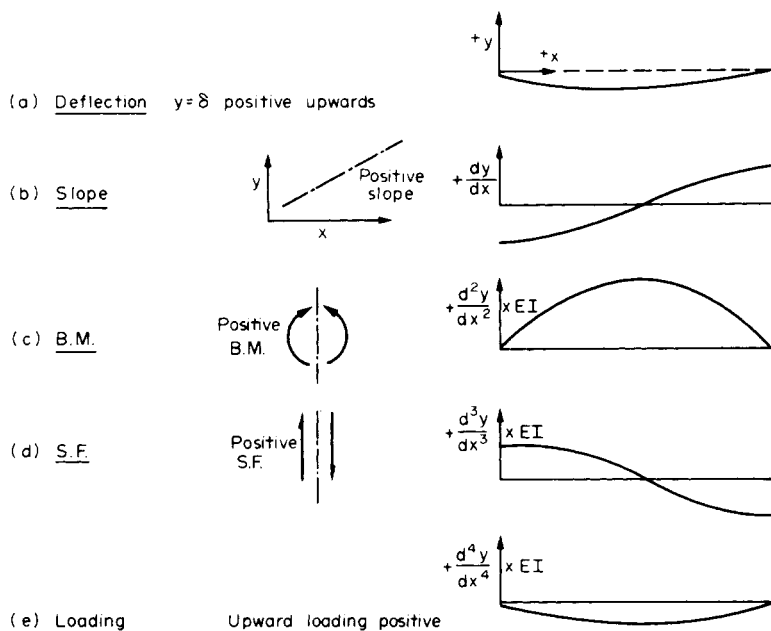 +y
+x
(a) Deflection y=δ positive upwards
(b) Slope
y
x
Positive
slope
+ dy/dx
(c) B.M.
Positive
B.M.
+ d²y/dx² x EI
(d) S.F.
Positive
S.F.
+ d³y/dx³ x EI
(e) Loading Upward loading positive
+ d⁴y/dx⁴ x EI